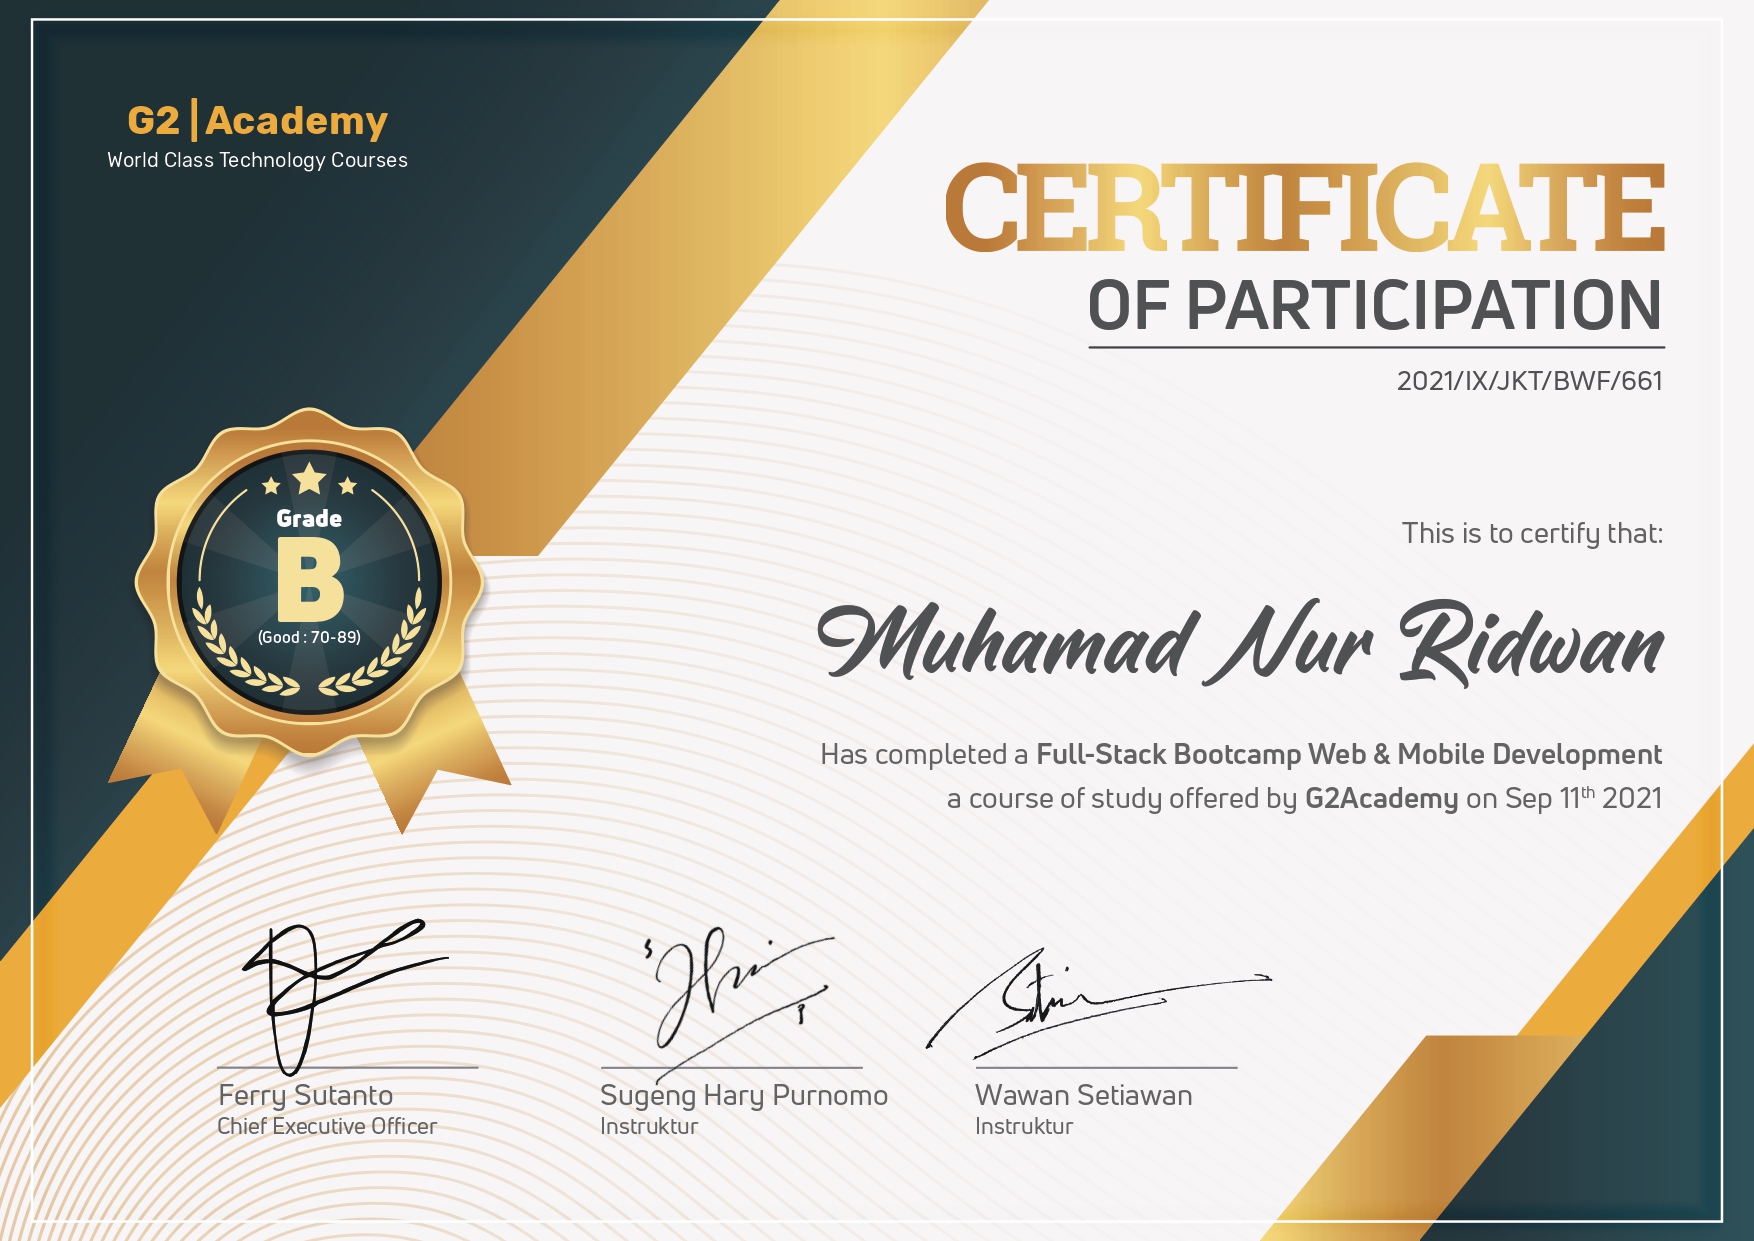 G2|Academy
World Class Technology Courses
CERTIFICATE
OF PARTICIPATION
2021/IX/JKT/BWF/661
Grade
B
(Good : 70-89)
This is to certify that:
Muhamad Nur Ridwan
Has completed a Full-Stack Bootcamp Web & Mobile Development
a course of study offered by G2Academy on Sep 11th 2021
Ferry Sutanto
Chief Executive Officer
Sugeng Hary Purnomo
Instruktur
Wawan Setiawan
Instruktur